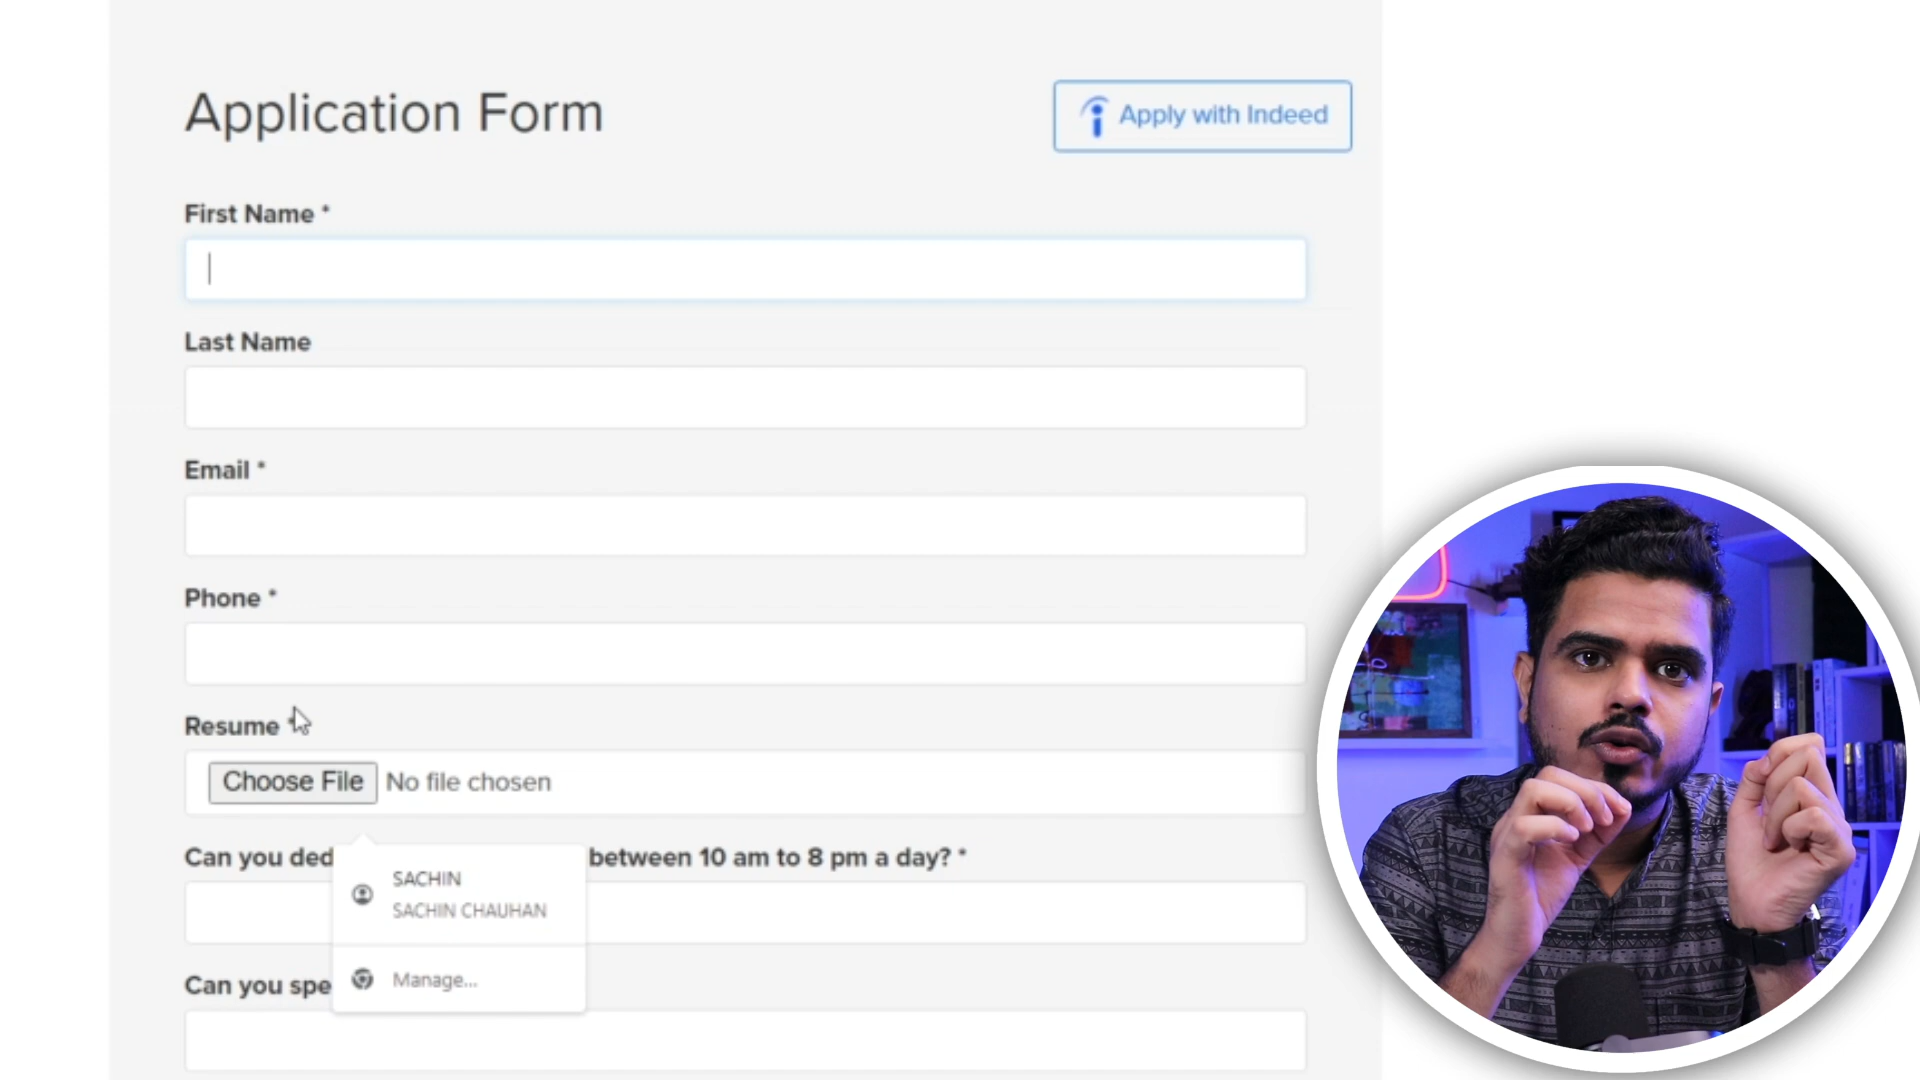 Application Form
Apply with Indeed
First Name *
Last Name
Email *
Phone *
Resume *
Choose File No file chosen
Can you ded between 10 am to 8 pm a day? *
SACHIN
SACHIN CHAUHAN
Manage...
Can you spe